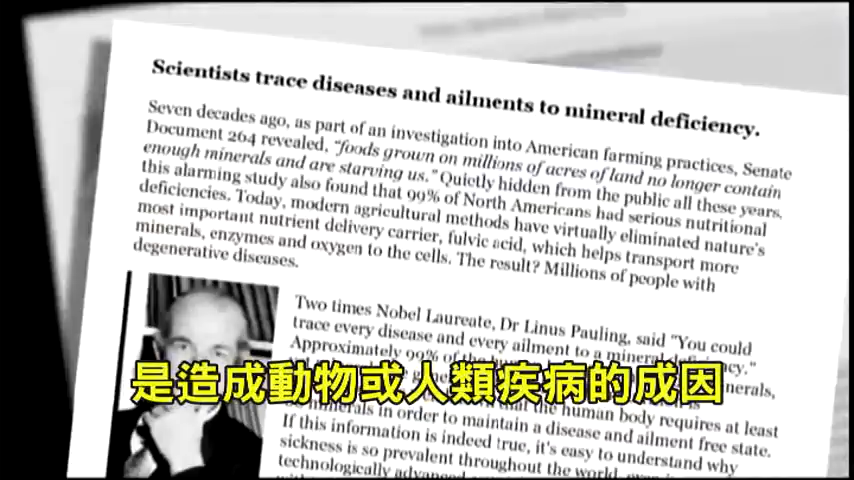 Scientists trace diseases and ailments to mineral deficiency.
Seven decades ago, as part of an investigation into American farming practices, Senate
Document 264 revealed, "foods grown on millions of acres of land no longer contain
enough minerals and are starving us." Quietly hidden from the public all these years,
this alarming study also found that 99% of North Americans had serious nutritional
deficiencies. Today, modern agricultural methods have virtually eliminated nature's
most important nutrient delivery carrier, fulvic acid, which helps transport more
minerals, enzymes and oxygen to the cells. The result? Millions of people with
degenerative diseases.
Two times Nobel Laureate, Dr Linus Pauling, said "You could
trace every disease and every ailment to a mineral deficiency."
Approximately 99% of the
是造成動物或人類疾病的成因
minerals in order to maintain a disease and ailment free state.
If this information is indeed true, it's easy to understand why
sickness is so prevalent throughout the world
technologically advanced